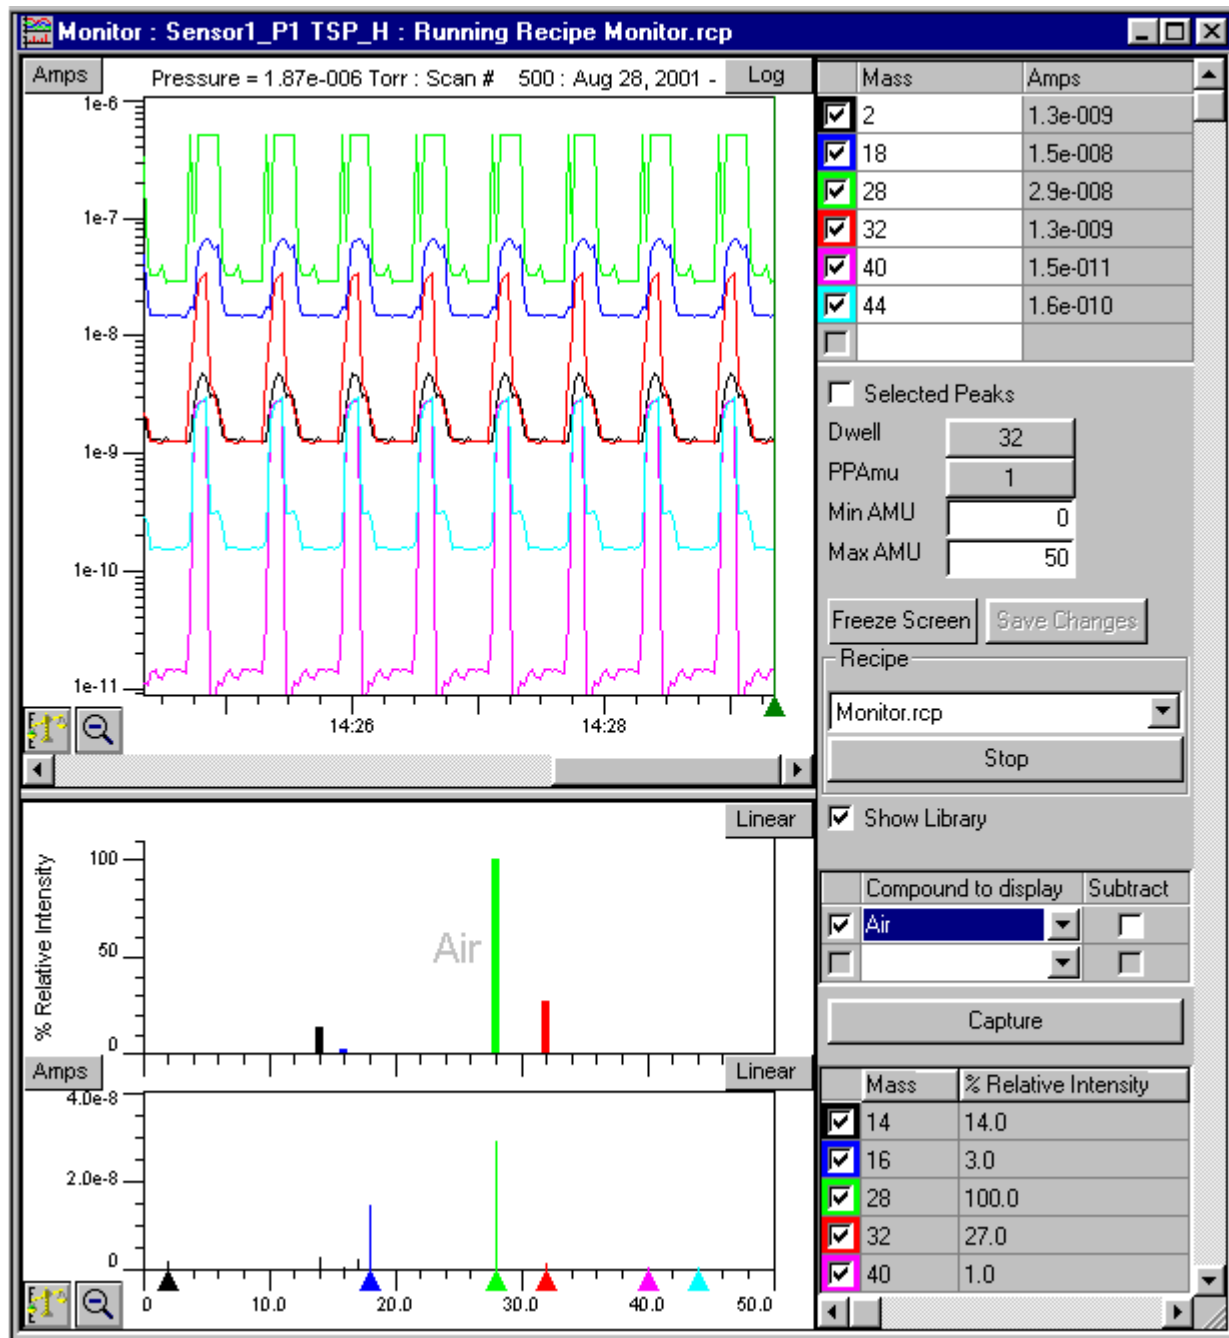 Monitor : Sensor1_P1 TSP_H : Running Recipe Monitor.rcp
Amps
Pressure = 1.87e-006 Torr : Scan # 500 : Aug 28, 2001 -
Log
1e-6
1e-7
1e-8
1e-9
1e-10
1e-11
14:26
14:28
Mass Amps
2 1.3e-009
18 1.5e-008
28 2.9e-008
32 1.3e-009
40 1.5e-011
44 1.6e-010
Selected Peaks
Dwell 32
PPAmu 1
Min AMU 0
Max AMU 50
Freeze Screen Save Changes
Recipe
Monitor.rcp
Stop
Show Library
Linear
% Relative Intensity
100
50
0
Air
Compound to display Subtract
Air
Capture
Amps
Linear
4.0e-8
2.0e-8
0
0 10.0 20.0 30.0 40.0 50.0
Mass % Relative Intensity
14 14.0
16 3.0
28 100.0
32 27.0
40 1.0